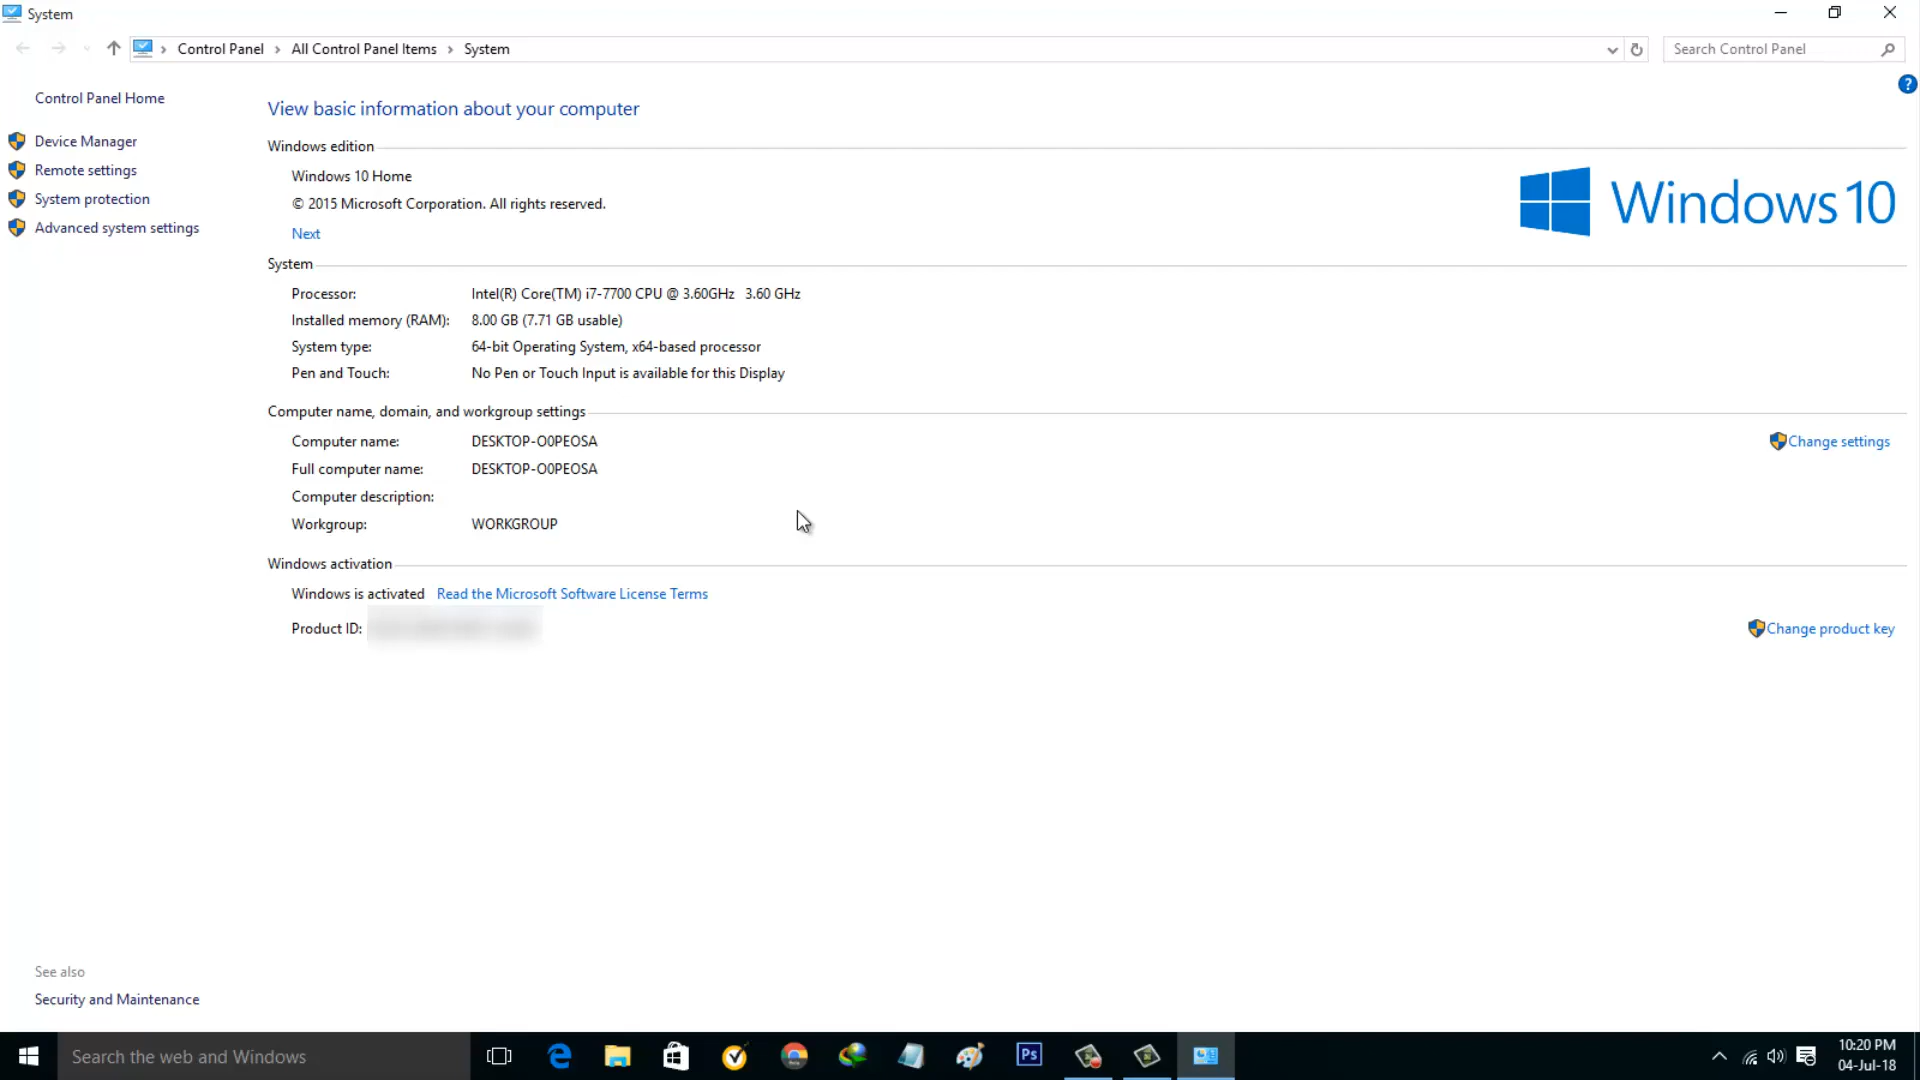 System
Control Panel > All Control Panel Items > System
Search Control Panel
?
Control Panel Home
Device Manager
Remote settings
System protection
Advanced system settings
View basic information about your computer
Windows edition
Windows 10 Home
© 2015 Microsoft Corporation. All rights reserved.
Next
Windows 10
System
Processor: Intel(R) Core(TM) i7-7700 CPU @ 3.60GHz 3.60 GHz
Installed memory (RAM): 8.00 GB (7.71 GB usable)
System type: 64-bit Operating System, x64-based processor
Pen and Touch: No Pen or Touch Input is available for this Display
Computer name, domain, and workgroup settings
Computer name: DESKTOP-O0PEOSA
Change settings
Full computer name: DESKTOP-O0PEOSA
Computer description:
Workgroup: WORKGROUP
Windows activation
Windows is activated Read the Microsoft Software License Terms
Product ID:
Change product key
See also
Security and Maintenance
Search the web and Windows
Ps
10:20 PM
04-Jul-18